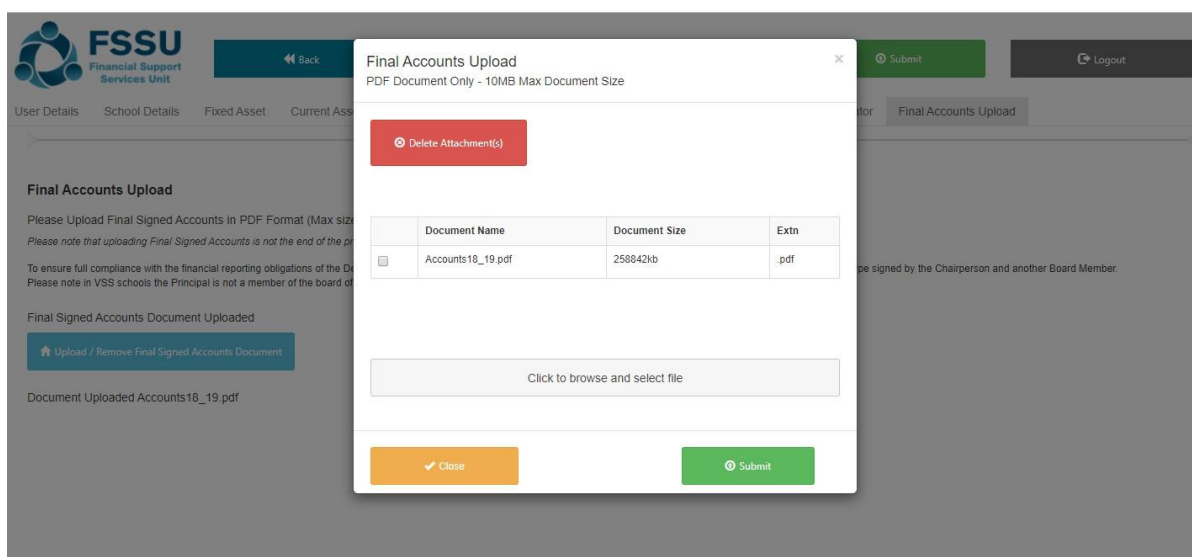 FSSU
Financial Support
Services Unit
Back
Submit
Logout
User Details
School Details
Fixed Asset
Current Ass
Final Accounts Upload
Final Accounts Upload
Please Upload Final Signed Accounts in PDF Format (Max size
Please note that uploading Final Signed Accounts is not the end of the pr
To ensure full compliance with the financial reporting obligations of the De
pe signed by the Chairperson and another Board Member.
Please note in VSS schools the Principal is not a member of the board of
Final Signed Accounts Document Uploaded
Upload / Remove Final Signed Accounts Document
Document Uploaded Accounts18_19.pdf
Final Accounts Upload
×
PDF Document Only - 10MB Max Document Size
Delete Attachment(s)
Document Name Document Size Extn
Accounts18_19.pdf 258842kb .pdf
Click to browse and select file
Close
Submit